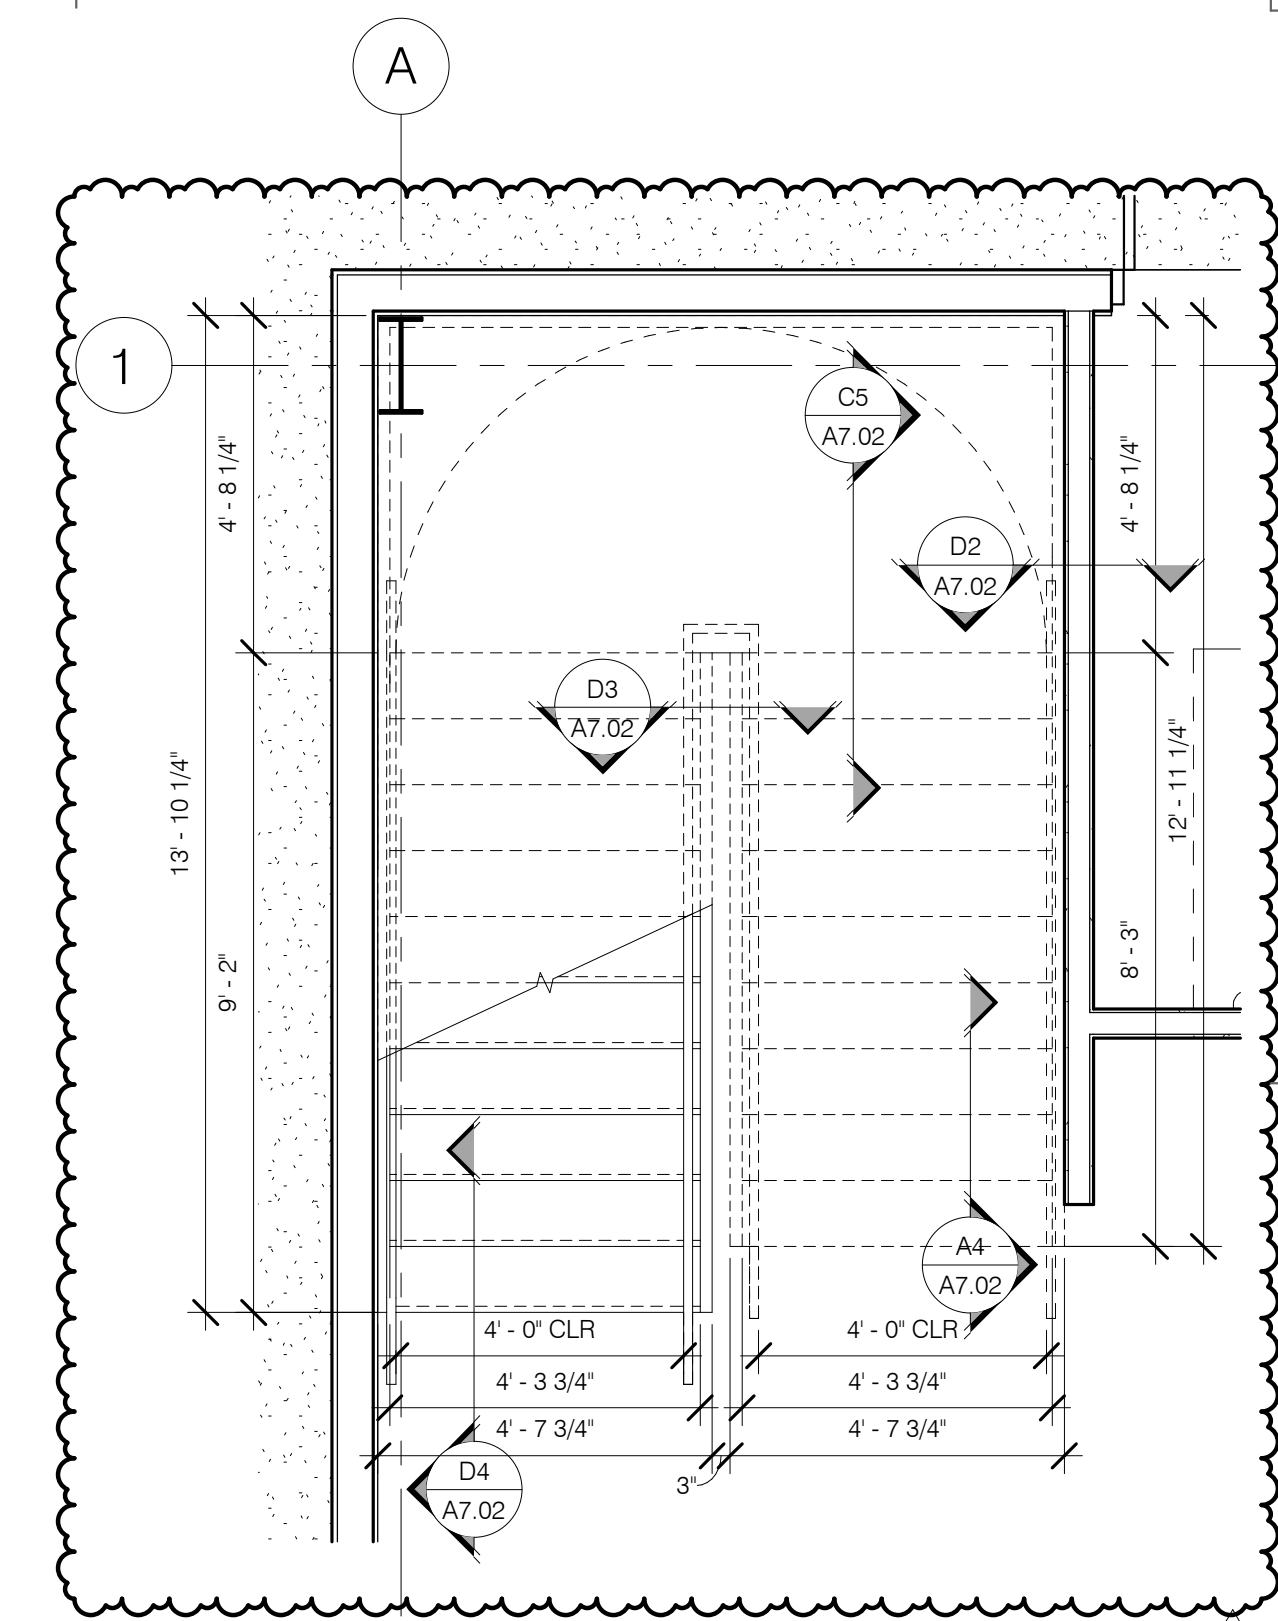 A
1
C5
A7.02
4' - 8 1/4"
4' - 8 1/4"
D2
A7.02
D3
A7.02
13' - 10 1/4"
12' - 11 1/4"
9' - 2"
8' - 3"
A4
A7.02
4' - 0" CLR
4' - 0" CLR
4' - 3 3/4"
4' - 3 3/4"
4' - 7 3/4"
4' - 7 3/4"
3"
D4
A7.02